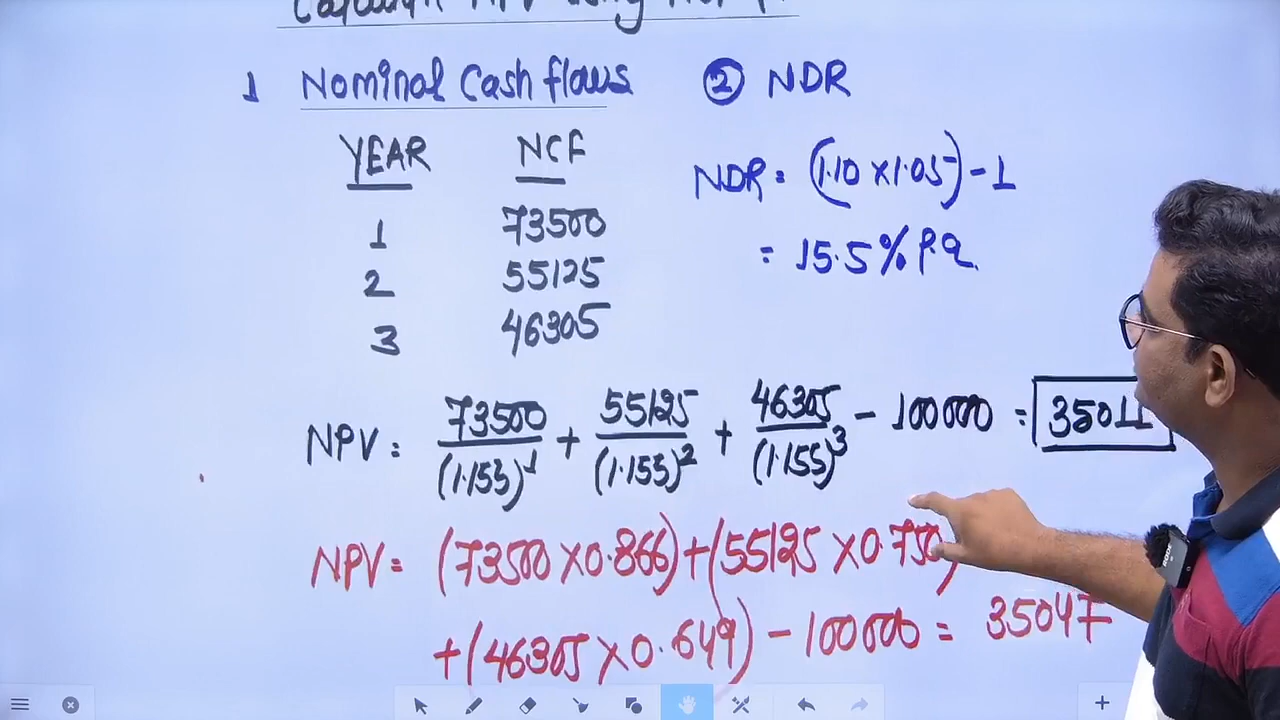 1 Nominal Cash flows
② NDR
YEAR NCF
1 73500
2 55125
3 46305
NDR = (1.10 x 1.05) - 1
= 15.5% p.a.
NPV = 73500/(1.155)^1 + 55125/(1.155)^2 + 46305/(1.155)^3 - 100000 = 35011
NPV = (73500 x 0.866) + (55125 x 0.750)
+ (46305 x 0.649) - 100000 = 35047